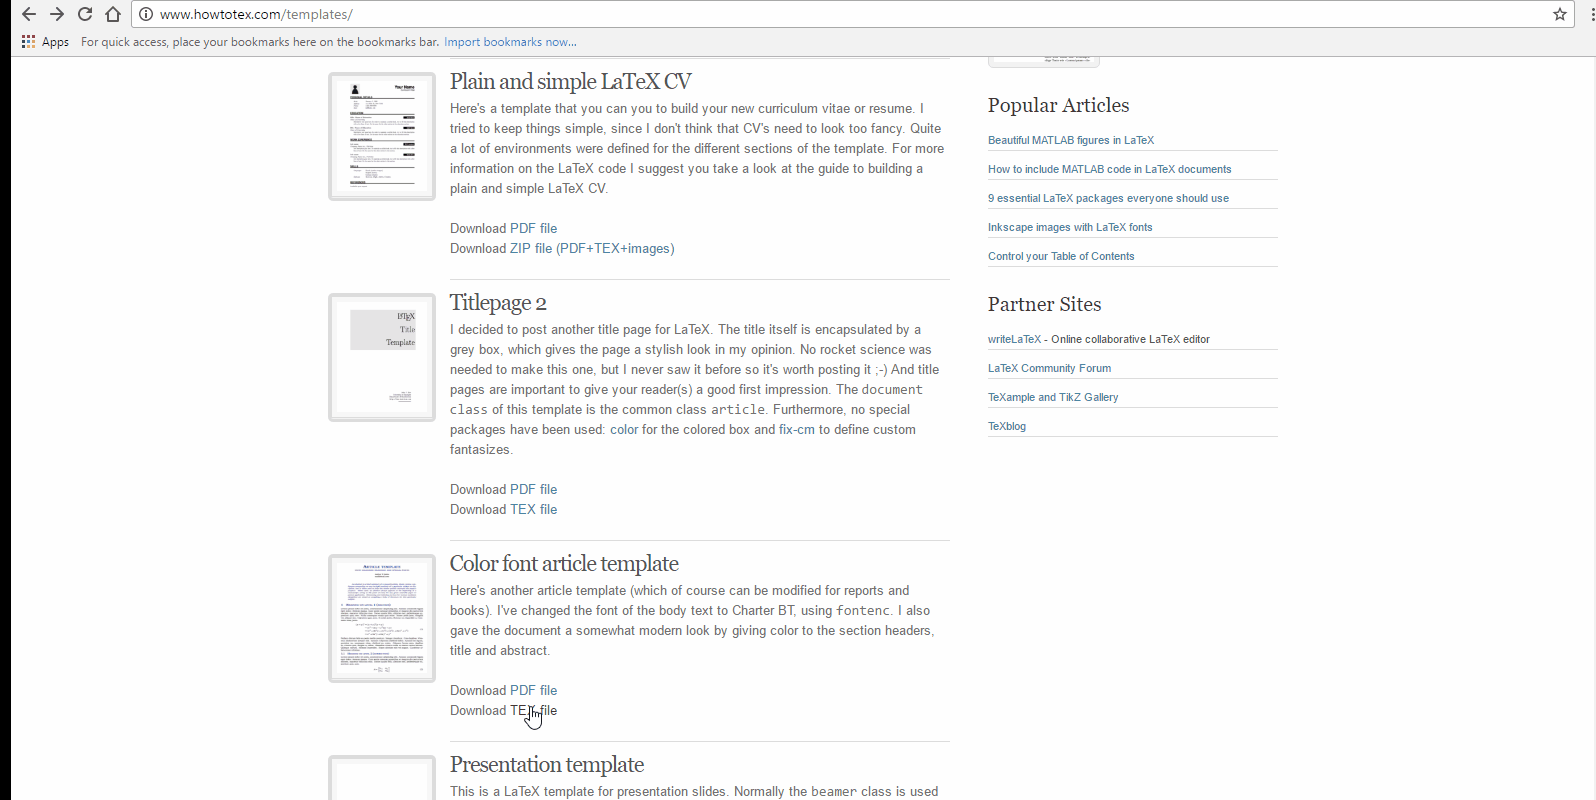 www.howtotex.com/templates/
Apps For quick access, place your bookmarks here on the bookmarks bar. Import bookmarks now...
Plain and simple LaTeX CV
Here's a template that you can you to build your new curriculum vitae or resume. I
tried to keep things simple, since I don't think that CV's need to look too fancy. Quite
a lot of environments were defined for the different sections of the template. For more
information on the LaTeX code I suggest you take a look at the guide to building a
plain and simple LaTeX CV.
Download PDF file
Download ZIP file (PDF+TEX+images)
LATEX
Title
Template
Titlepage 2
I decided to post another title page for LaTeX. The title itself is encapsulated by a
grey box, which gives the page a stylish look in my opinion. No rocket science was
needed to make this one, but I never saw it before so it's worth posting it ;-) And title
pages are important to give your reader(s) a good first impression. The document
class of this template is the common class article. Furthermore, no special
packages have been used: color for the colored box and fix-cm to define custom
fantasizes.
Download PDF file
Download TEX file
Article template
Color font article template
Here's another article template (which of course can be modified for reports and
books). I've changed the font of the body text to Charter BT, using fontenc. I also
gave the document a somewhat modern look by giving color to the section headers,
title and abstract.
Download PDF file
Download TEX file
Presentation template
This is a LaTeX template for presentation slides. Normally the beamer class is used
Popular Articles
Beautiful MATLAB figures in LaTeX
How to include MATLAB code in LaTeX documents
9 essential LaTeX packages everyone should use
Inkscape images with LaTeX fonts
Control your Table of Contents
Partner Sites
writeLaTeX - Online collaborative LaTeX editor
LaTeX Community Forum
TeXample and TikZ Gallery
TeXblog